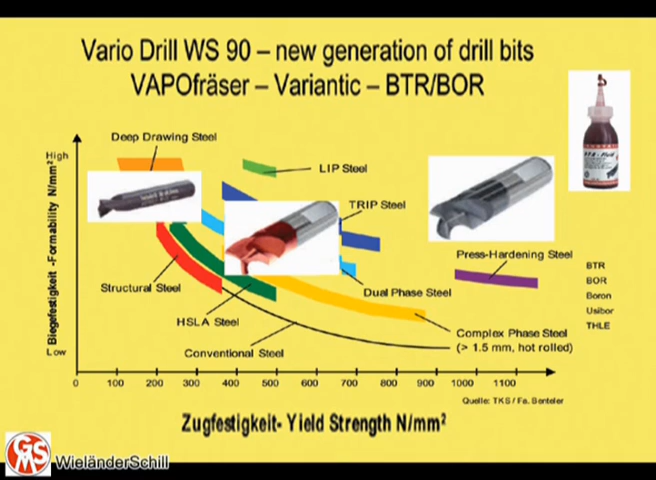 Vario Drill WS 90 – new generation of drill bits
VAPOfräser – Variantic – BTR/BOR
Deep Drawing Steel
High
LIP Steel
TRIP Steel
Press-Hardening Steel
BTR
BOR
Boron
Usibor
THLE
Structural Steel
Dual Phase Steel
HSLA Steel
Complex Phase Steel
(> 1.5 mm, hot rolled)
Conventional Steel
Low
Biegefestigkeit -Formability N/mm²
0 100 200 300 400 500 600 700 800 900 1000 1100
Quelle: TKS / Fa. Benteler
Zugfestigkeit- Yield Strength N/mm²
WieländerSchill